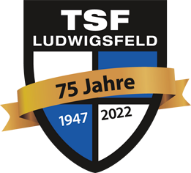 TSF
LUDWIGSFELD
75 Jahre
1947 2022